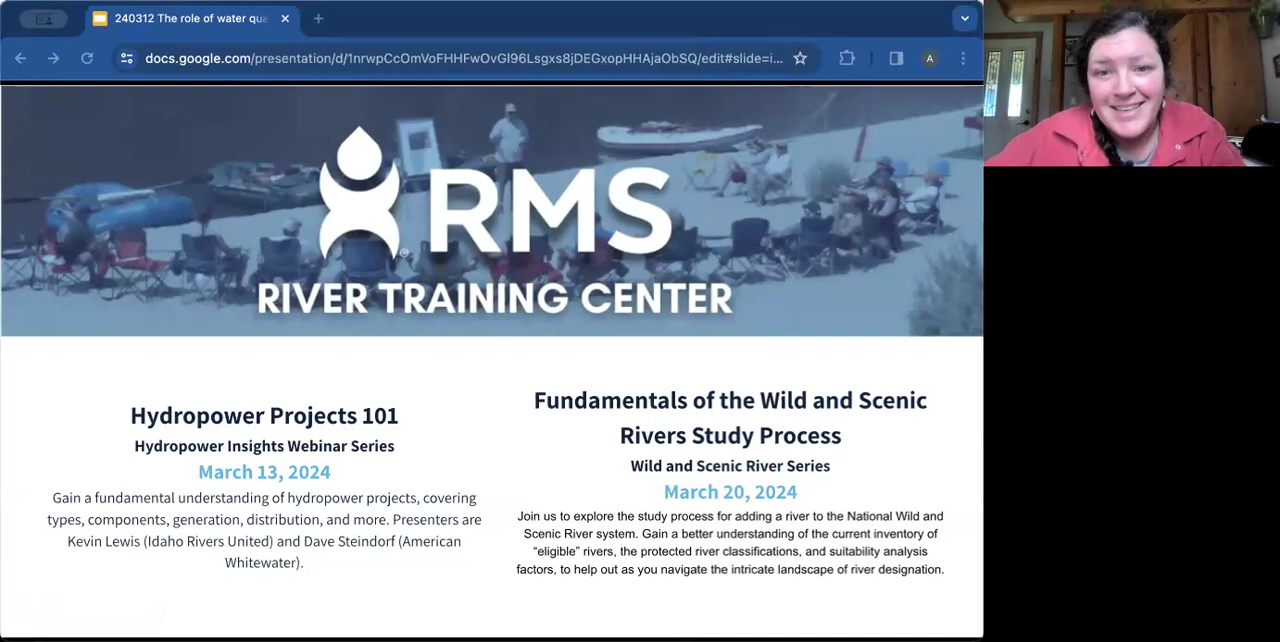 240312 The role of water qua
docs.google.com/presentation/d/1nrwpCcOmVoFHHFwOvGl96Lsgxs8jDEGxopHHAjaObSQ/edit#slide=i...
A
RMS
RIVER TRAINING CENTER
Hydropower Projects 101
Hydropower Insights Webinar Series
March 13, 2024
Gain a fundamental understanding of hydropower projects, covering
types, components, generation, distribution, and more. Presenters are
Kevin Lewis (Idaho Rivers United) and Dave Steindorf (American
Whitewater).
Fundamentals of the Wild and Scenic
Rivers Study Process
Wild and Scenic River Series
March 20, 2024
Join us to explore the study process for adding a river to the National Wild and
Scenic River system. Gain a better understanding of the current inventory of
“eligible” rivers, the protected river classifications, and suitability analysis
factors, to help out as you navigate the intricate landscape of river designation.